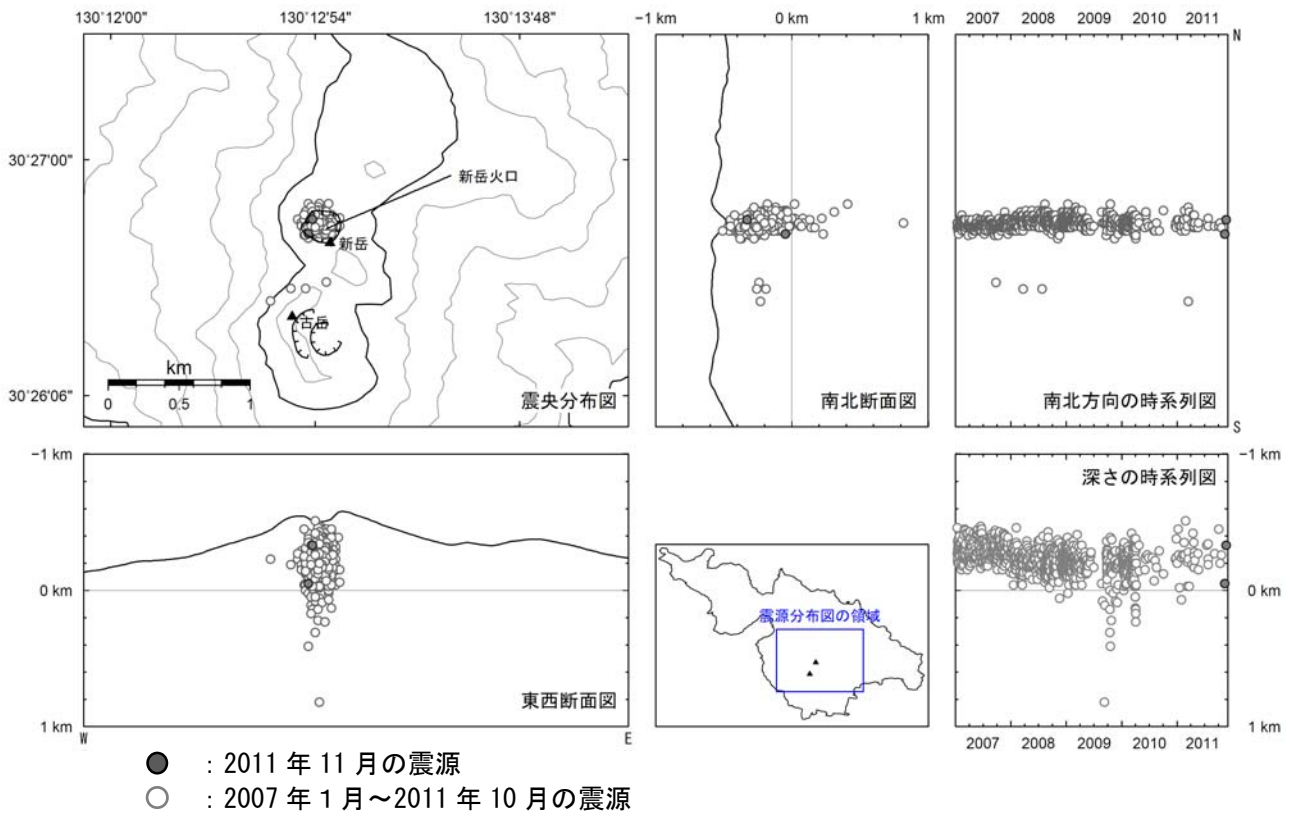 130°12'00" 130°12'54" 130°13'48"
−1 km 0 km 1 km
2007 2008 2009 2010 2011
N
30°27'00"
新岳火口
新岳
古岳
km
0 0.5 1
30°26'06"
震央分布図
南北断面図
南北方向の時系列図
S
−1 km
0 km
1 km
W E
東西断面図
震源分布図の領域
深さの時系列図
−1 km
0 km
1 km
2007 2008 2009 2010 2011
: 2011 年 11 月の震源
: 2007 年 1 月～2011 年 10 月の震源